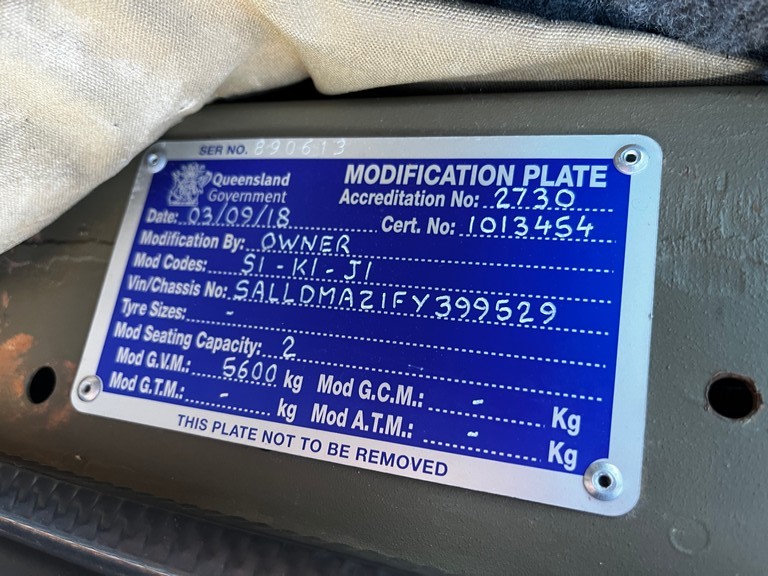 SER NO. 890613
Queensland Government
MODIFICATION PLATE
Accreditation No: 2730
Date: 03/09/18 Cert. No: 1013454
Modification By: OWNER
Mod Codes: S1 - K1 - J1
Vin/Chassis No: SALLDMAZ1FY399529
Tyre Sizes: -
Mod Seating Capacity: 2
Mod G.V.M.: 5600 kg Mod G.C.M.: - Kg
Mod G.T.M.: - kg Mod A.T.M.: - Kg
THIS PLATE NOT TO BE REMOVED